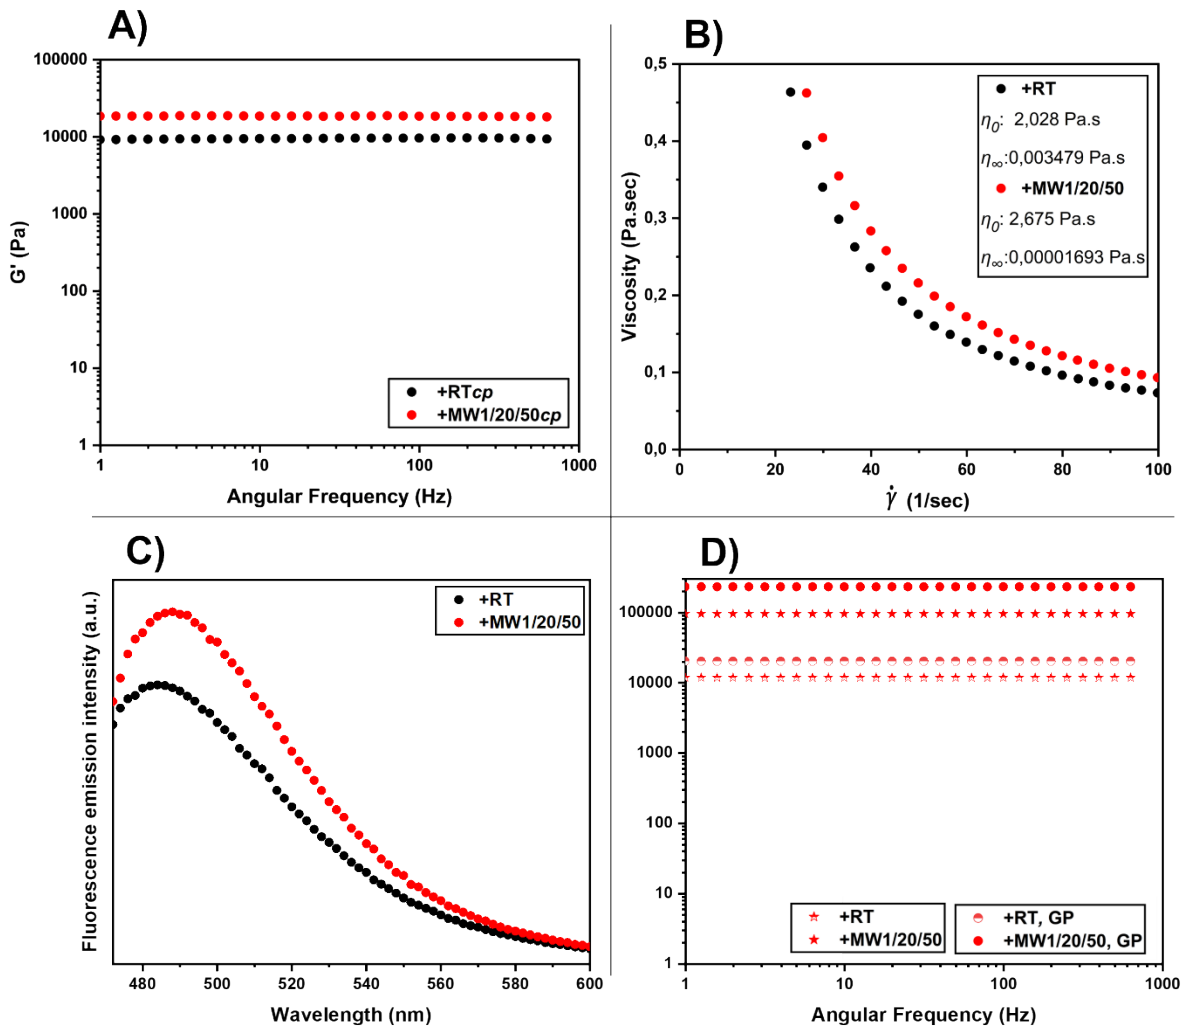 A)
100000
10000
1000
100
10
1
G' (Pa)
+RTcp
+MW1/20/50cp
1
10
100
1000
Angular Frequency (Hz)
B)
0,5
0,4
0,3
0,2
0,1
0,0
Viscosity (Pa.sec)
+RT
η0: 2,028 Pa.s
η∞:0,003479 Pa.s
+MW1/20/50
η0: 2,675 Pa.s
η∞:0,00001693 Pa.s
0
20
40
60
80
100
γ̇ (1/sec)
C)
Fluorescence emission intensity (a.u.)
+RT
+MW1/20/50
480
500
520
540
560
580
600
Wavelength (nm)
D)
100000
10000
1000
100
10
1
+RT
+MW1/20/50
+RT, GP
+MW1/20/50, GP
1
10
100
1000
Angular Frequency (Hz)